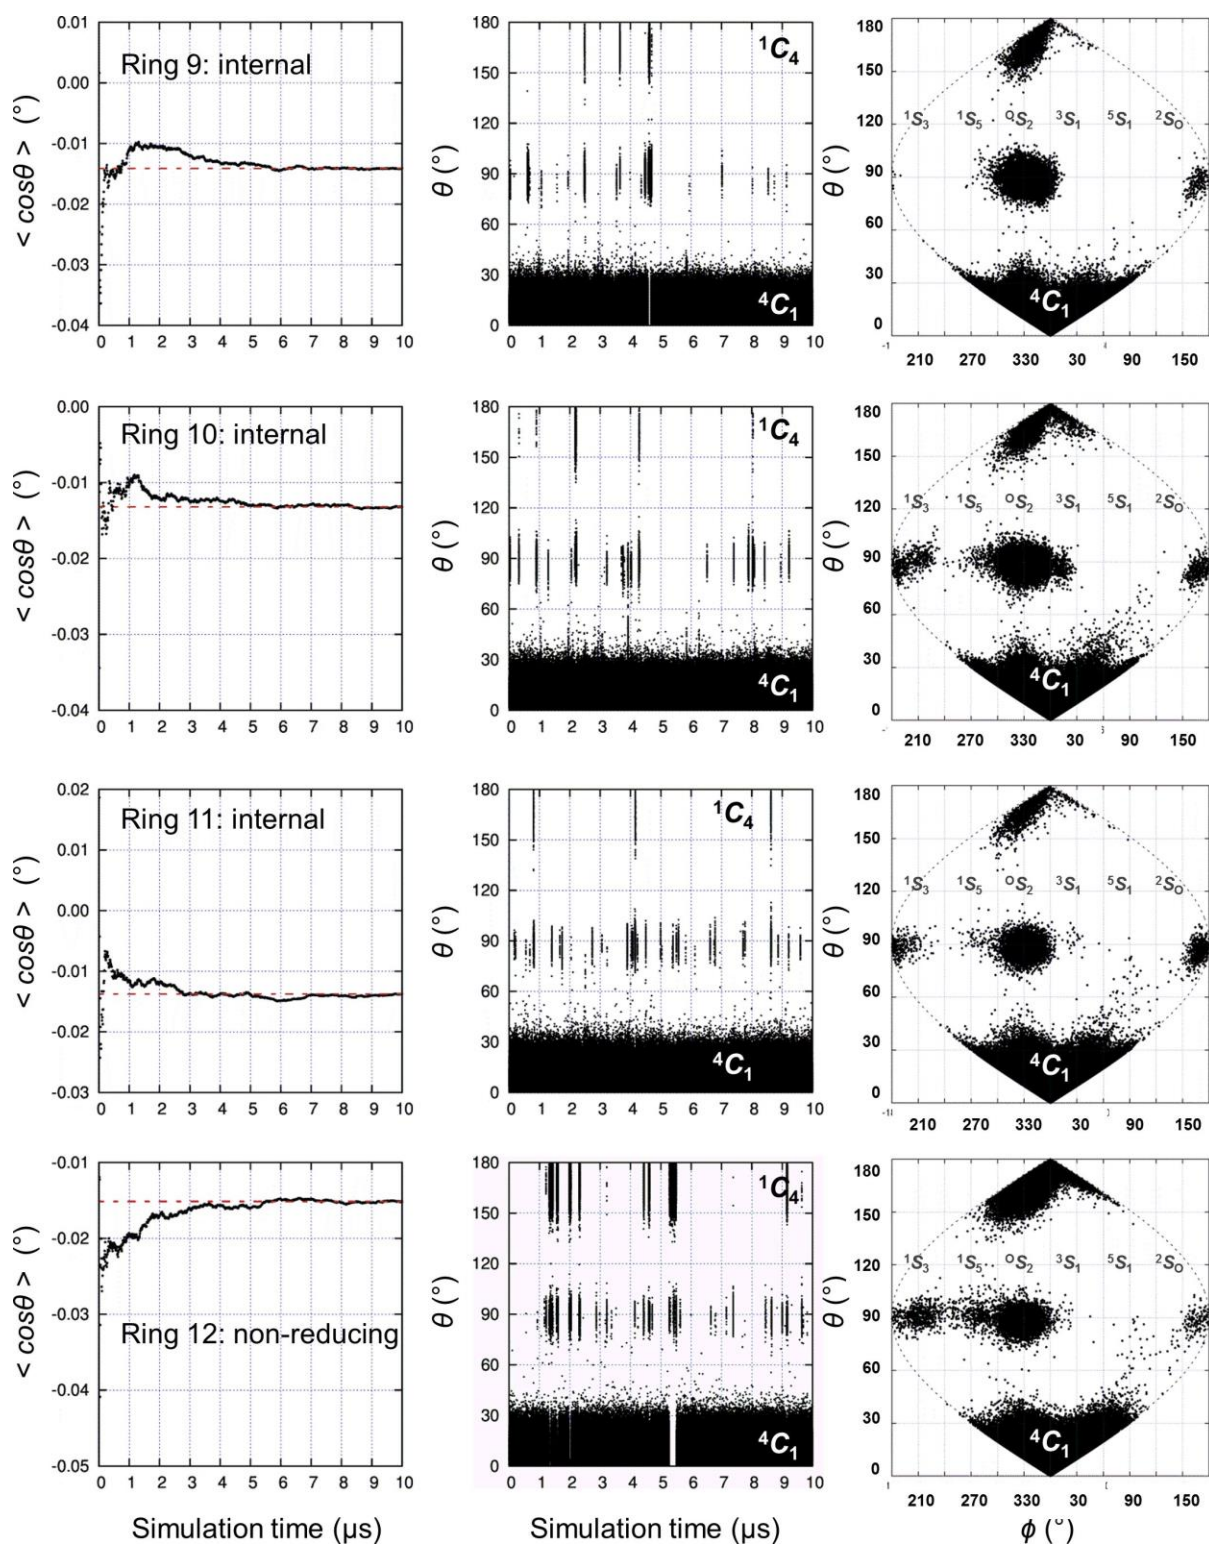 0.01
0.00
-0.01
-0.02
-0.03
-0.04
< cosθ > (°)
Ring 9: internal
0 1 2 3 4 5 6 7 8 9 10
180
150
120
90
60
30
0
θ (°)
¹C₄
⁴C₁
0 1 2 3 4 5 6 7 8 9 10
180
150
120
90
60
30
0
θ (°)
¹S₃ ¹S₅ ᴼS₂ ³S₁ ⁵S₁ ²Sₒ
⁴C₁
210 270 330 30 90 150
0.00
-0.01
-0.02
-0.03
-0.04
< cosθ > (°)
Ring 10: internal
0 1 2 3 4 5 6 7 8 9 10
180
150
120
90
60
30
0
θ (°)
¹C₄
⁴C₁
0 1 2 3 4 5 6 7 8 9 10
180
150
120
90
60
30
0
θ (°)
¹S₃ ¹S₅ ᴼS₂ ³S₁ ⁵S₁ ²Sₒ
⁴C₁
210 270 330 30 90 150
0.02
0.01
0.00
-0.01
-0.02
-0.03
< cosθ > (°)
Ring 11: internal
0 1 2 3 4 5 6 7 8 9 10
180
150
120
90
60
30
0
θ (°)
¹C₄
⁴C₁
0 1 2 3 4 5 6 7 8 9 10
180
150
120
90
60
30
0
θ (°)
¹S₃ ¹S₅ ᴼS₂ ³S₁ ⁵S₁ ²Sₒ
⁴C₁
210 270 330 30 90 150
-0.01
-0.02
-0.03
-0.04
-0.05
< cosθ > (°)
Ring 12: non-reducing
0 1 2 3 4 5 6 7 8 9 10
Simulation time (µs)
180
150
120
90
60
30
0
θ (°)
¹C₄
⁴C₁
0 1 2 3 4 5 6 7 8 9 10
Simulation time (µs)
180
150
120
90
60
30
0
θ (°)
¹S₃ ¹S₅ ᴼS₂ ³S₁ ⁵S₁ ²Sₒ
⁴C₁
210 270 330 30 90 150
ϕ (°)